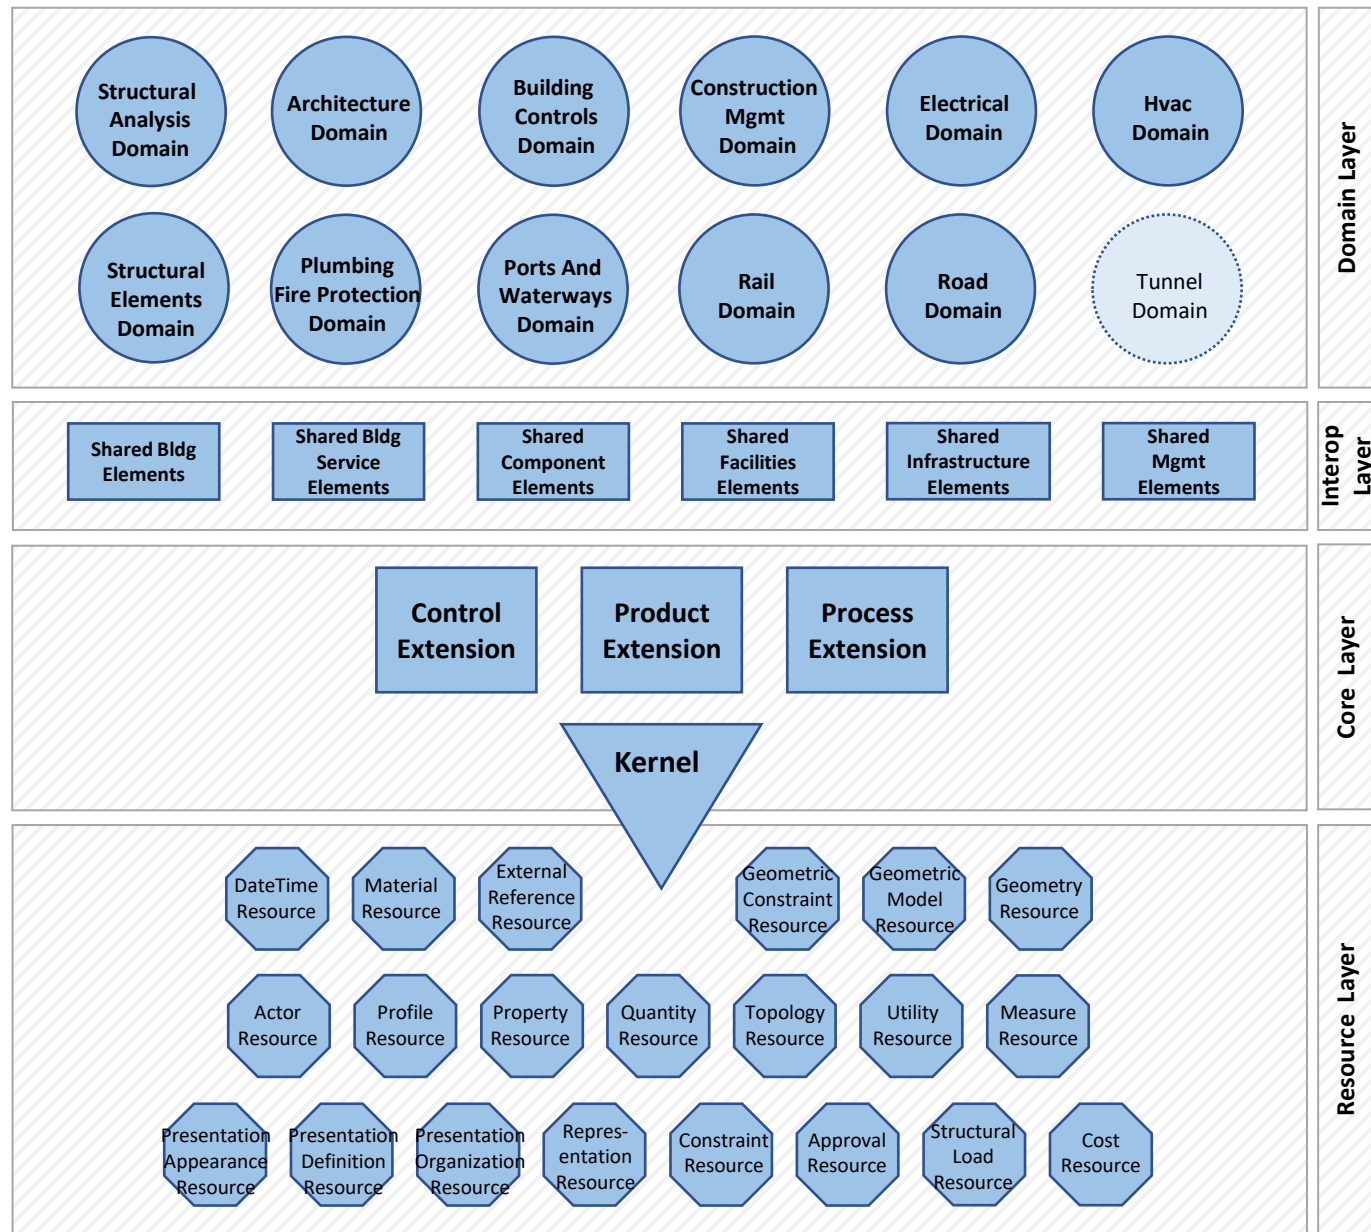 Structural
Analysis
Domain
Architecture
Domain
Building
Controls
Domain
Construction
Mgmt
Domain
Electrical
Domain
Hvac
Domain
Structural
Elements
Domain
Plumbing
Fire Protection
Domain
Ports And
Waterways
Domain
Rail
Domain
Road
Domain
Tunnel
Domain
Domain Layer
Shared Bldg
Elements
Shared Bldg
Service
Elements
Shared
Component
Elements
Shared
Facilities
Elements
Shared
Infrastructure
Elements
Shared
Mgmt
Elements
Interop
Layer
Control
Extension
Product
Extension
Process
Extension
Kernel
Core Layer
DateTime
Resource
Material
Resource
External
Reference
Resource
Geometric
Constraint
Resource
Geometric
Model
Resource
Geometry
Resource
Actor
Resource
Profile
Resource
Property
Resource
Quantity
Resource
Topology
Resource
Utility
Resource
Measure
Resource
Presentation
Appearance
Resource
Presentation
Definition
Resource
Presentation
Organization
Resource
Repres-
entation
Resource
Constraint
Resource
Approval
Resource
Structural
Load
Resource
Cost
Resource
Resource Layer